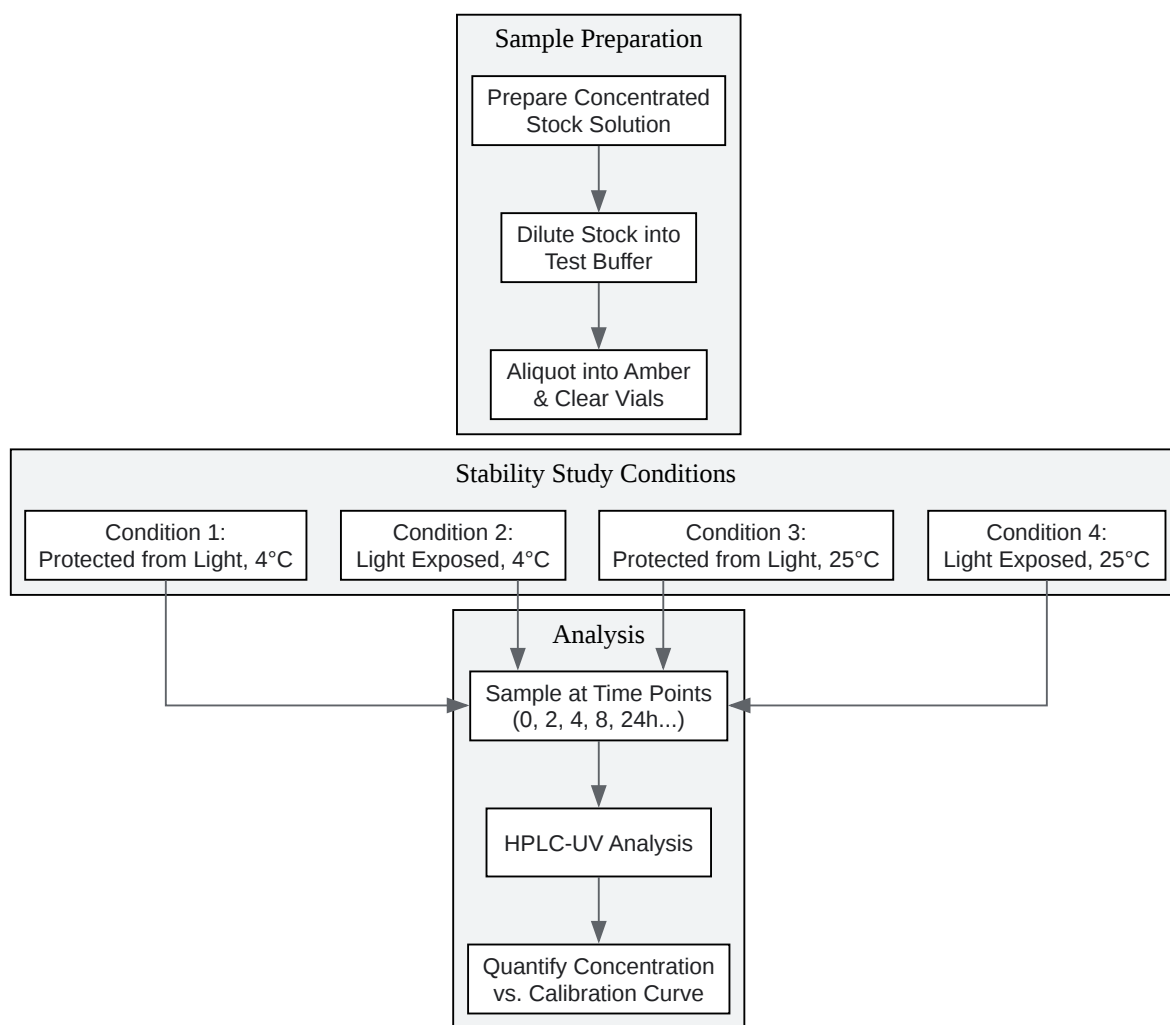 Sample Preparation
Prepare Concentrated
Stock Solution
Dilute Stock into
Test Buffer
Aliquot into Amber
& Clear Vials
Stability Study Conditions
Condition 1:
Protected from Light, 4°C
Condition 2:
Light Exposed, 4°C
Condition 3:
Protected from Light, 25°C
Condition 4:
Light Exposed, 25°C
Analysis
Sample at Time Points
(0, 2, 4, 8, 24h...)
HPLC-UV Analysis
Quantify Concentration
vs. Calibration Curve